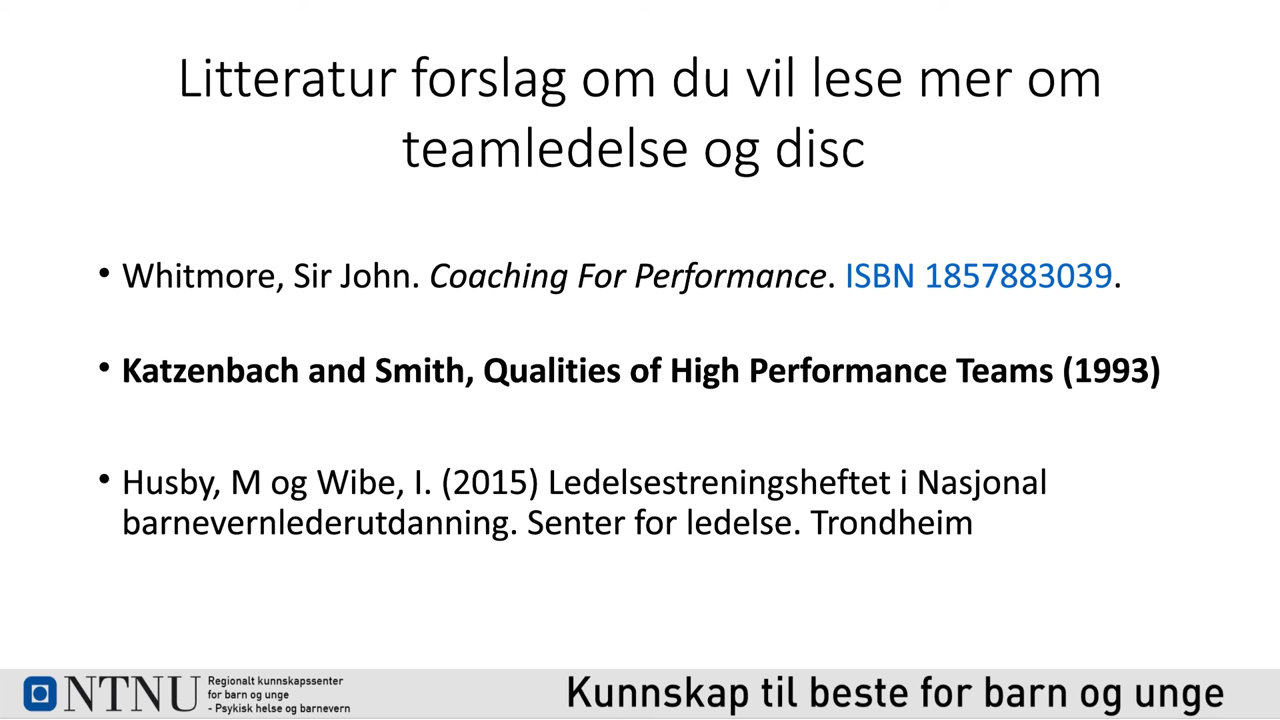 Litteratur forslag om du vil lese mer om
teamledelse og disc
• Whitmore, Sir John. Coaching For Performance. ISBN 1857883039.
• Katzenbach and Smith, Qualities of High Performance Teams (1993)
• Husby, M og Wibe, I. (2015) Ledelsestreningsheftet i Nasjonal
barnevernlederutdanning. Senter for ledelse. Trondheim
NTNU
Regionalt kunnskapssenter
for barn og unge
- Psykisk helse og barnevern
Kunnskap til beste for barn og unge